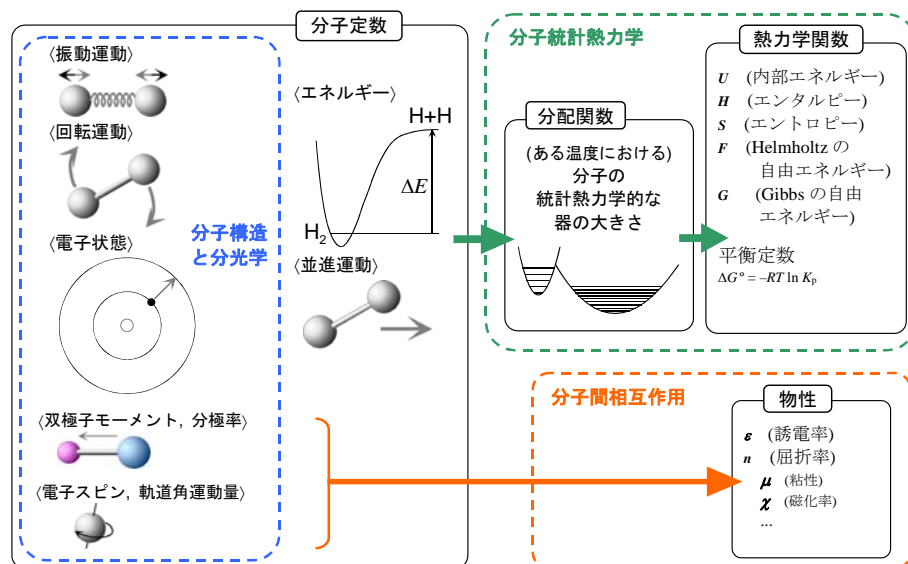 分子定数
〈振動運動〉
〈回転運動〉
〈電子状態〉
分子構造
と分光学
〈双極子モーメント, 分極率〉
〈電子スピン, 軌道角運動量〉
〈エネルギー〉
H+H
ΔE
H₂
〈並進運動〉
分子統計熱力学
分配関数
(ある温度における)
分子の
統計熱力学的な
器の大きさ
熱力学関数
U (内部エネルギー)
H (エンタルピー)
S (エントロピー)
F (Helmholtz の
自由エネルギー)
G (Gibbs の自由
エネルギー)
平衡定数
ΔG° = –RT ln Kₚ
分子間相互作用
物性
ε (誘電率)
n (屈折率)
μ (粘性)
χ (磁化率)
...